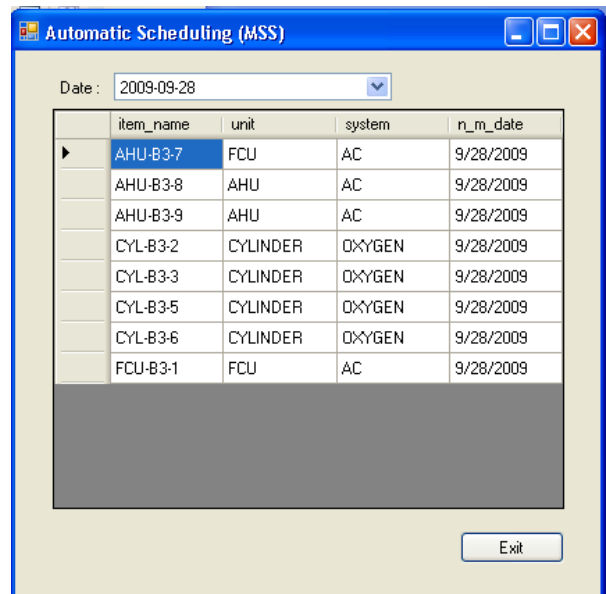 Automatic Scheduling (MSS)
Date : 2009-09-28
item_name unit system n_m_date
AHU-B3-7 FCU AC 9/28/2009
AHU-B3-8 AHU AC 9/28/2009
AHU-B3-9 AHU AC 9/28/2009
CYL-B3-2 CYLINDER OXYGEN 9/28/2009
CYL-B3-3 CYLINDER OXYGEN 9/28/2009
CYL-B3-5 CYLINDER OXYGEN 9/28/2009
CYL-B3-6 CYLINDER OXYGEN 9/28/2009
FCU-B3-1 FCU AC 9/28/2009
Exit